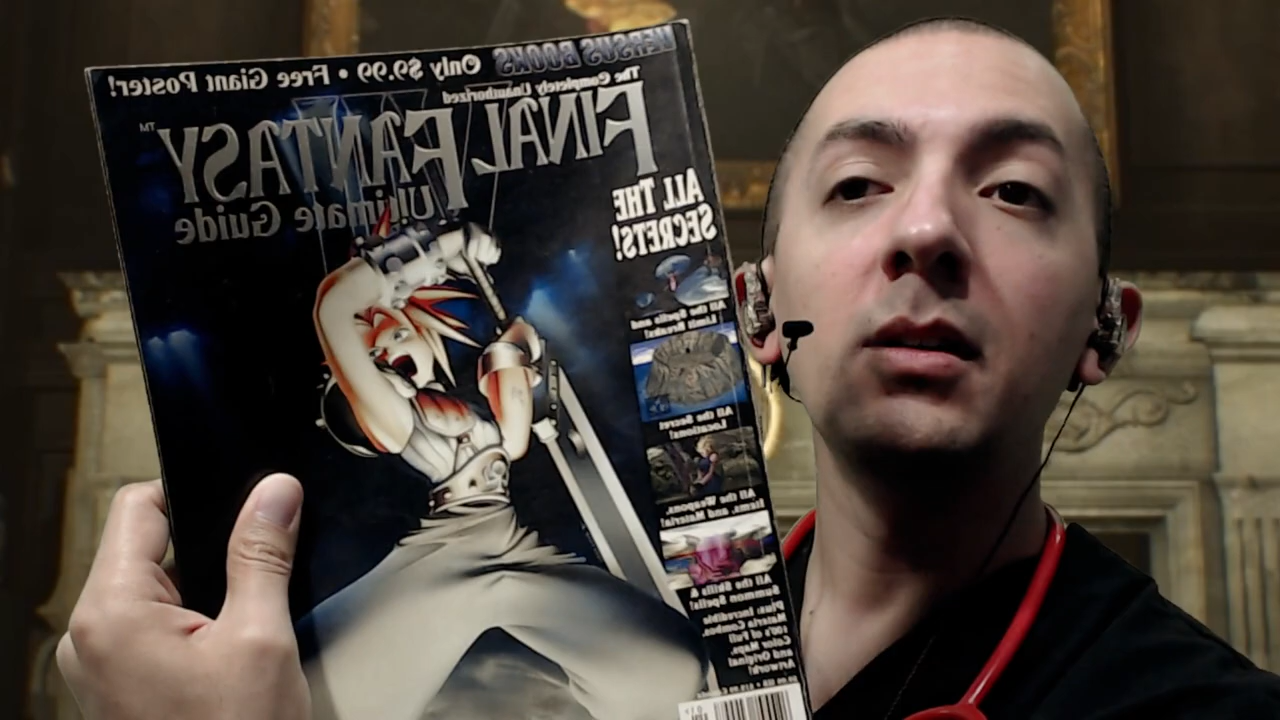 VERSUS BOOKS Only $9.99 • Free Giant Poster!
The Completely Unauthorized
FINAL FANTASY™
Ultimate Guide
ALL THE
SECRETS!
All the Spells and
Limit Breaks!
All the Secret
Locations!
All the Weapons,
Items, and Materia!
All the Skills &
Summon Spells!
Plus: Incredible
Materia Combos,
100's of Full
Color Maps,
and Original
Artwork!